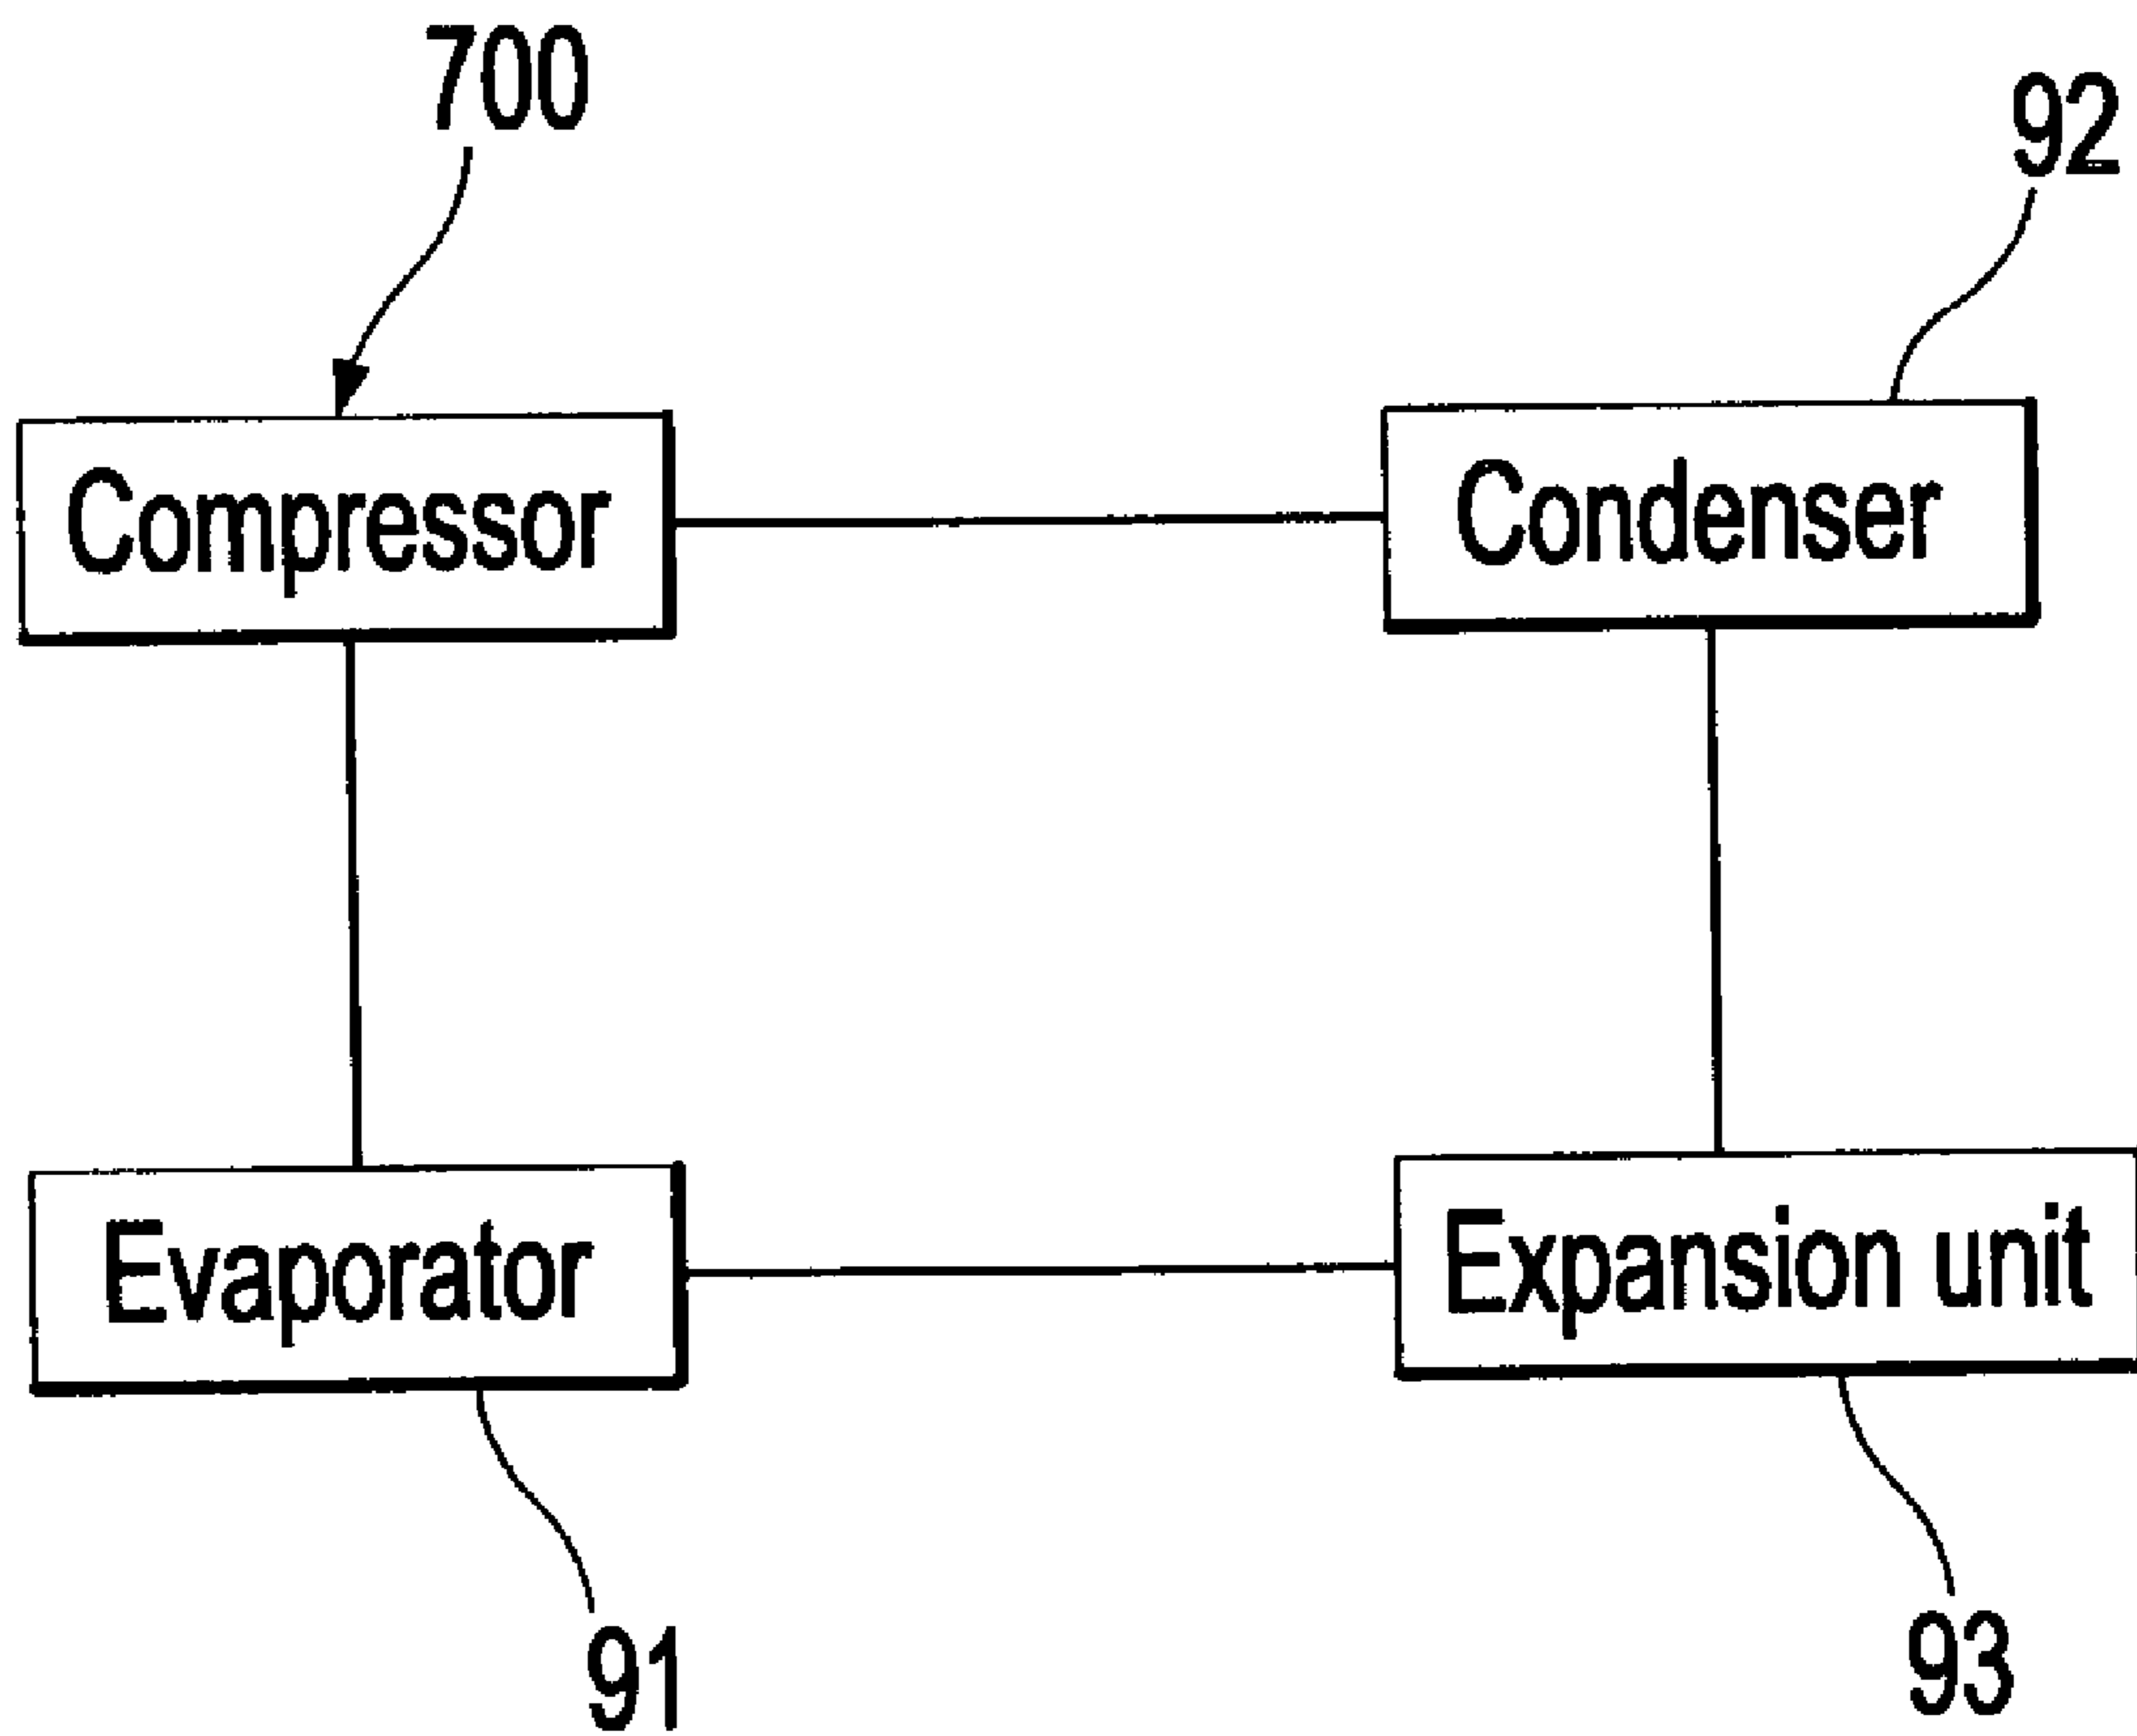 700
92
Compressor
Condenser
Evaporator
Expansion unit
91
93